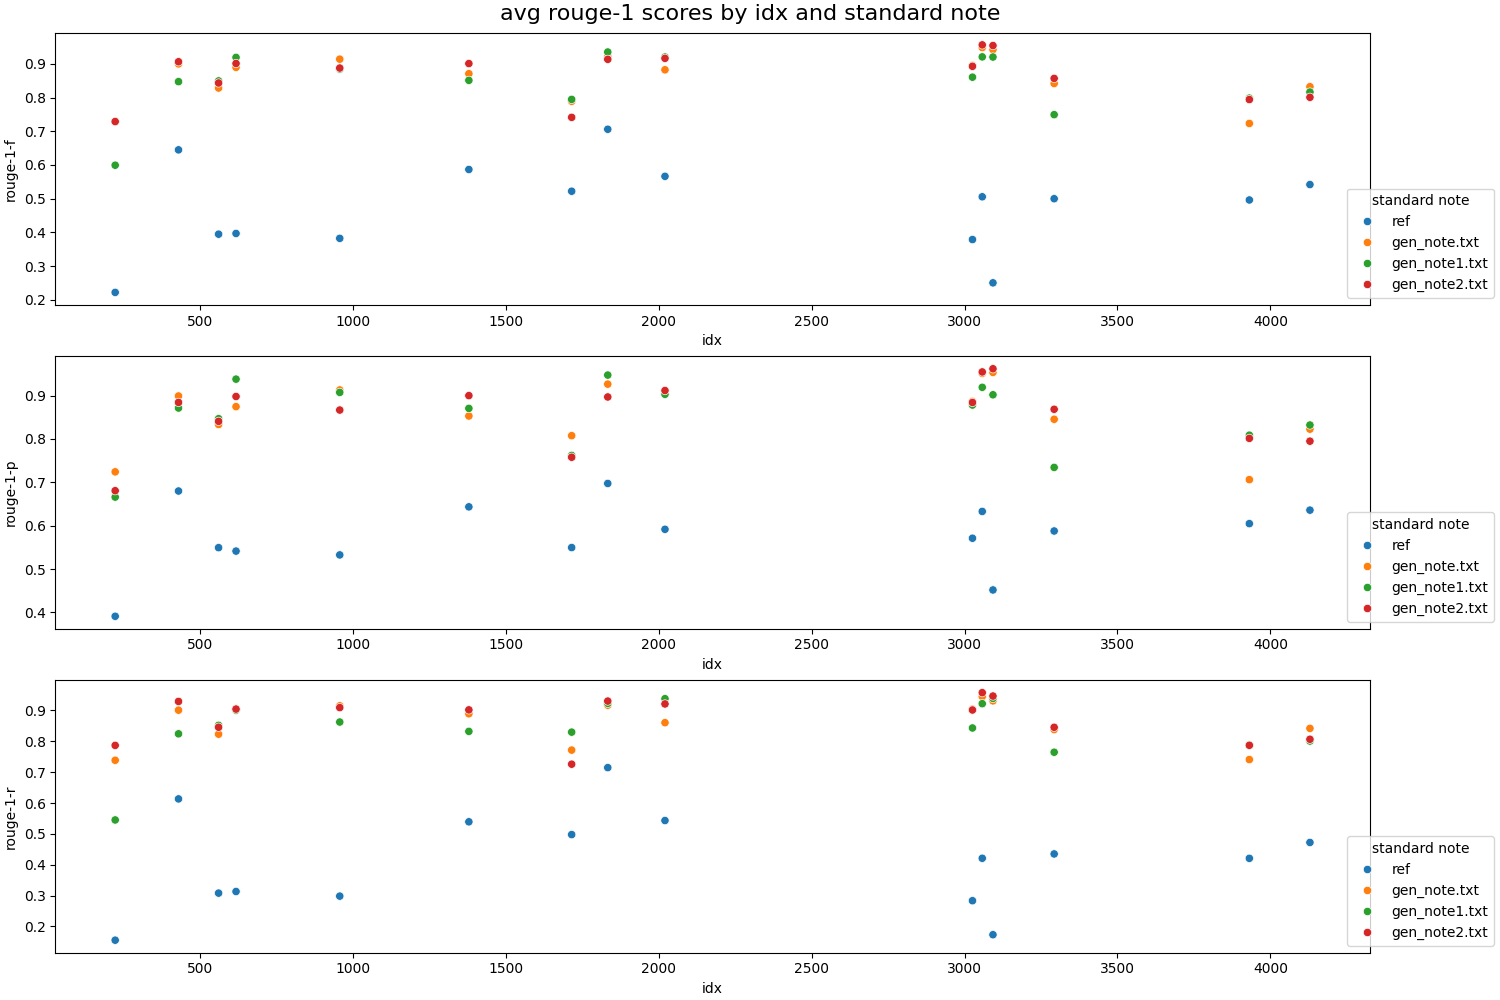 avg rouge-1 scores by idx and standard note
rouge-1-f
0.9
0.8
0.7
0.6
0.5
0.4
0.3
0.2
500 1000 1500 2000 2500 3000 3500 4000
idx
standard note
ref
gen_note.txt
gen_note1.txt
gen_note2.txt
rouge-1-p
0.9
0.8
0.7
0.6
0.5
0.4
500 1000 1500 2000 2500 3000 3500 4000
idx
standard note
ref
gen_note.txt
gen_note1.txt
gen_note2.txt
rouge-1-r
0.9
0.8
0.7
0.6
0.5
0.4
0.3
0.2
500 1000 1500 2000 2500 3000 3500 4000
idx
standard note
ref
gen_note.txt
gen_note1.txt
gen_note2.txt